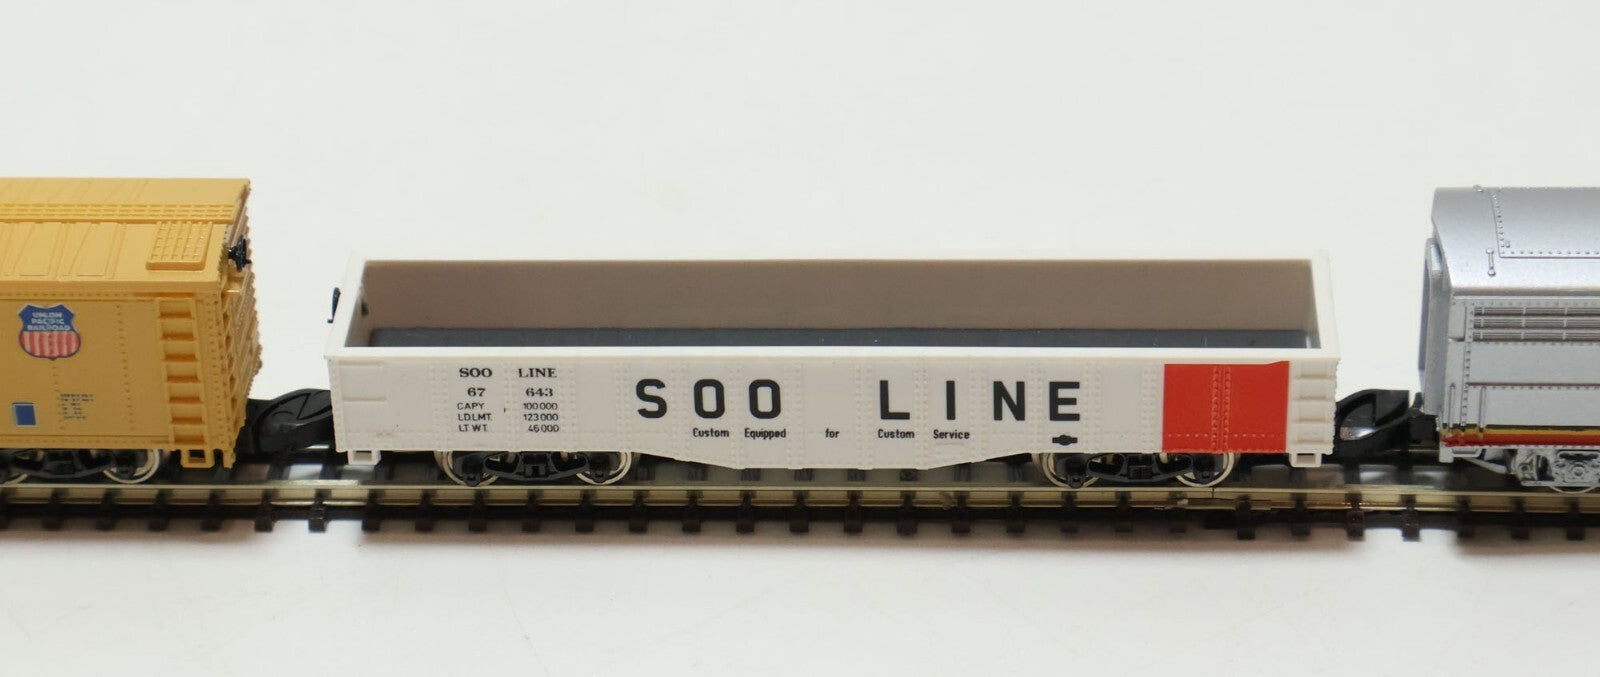 UNION
PACIFIC
RAILROAD
SOO LINE
67 643
CAPY 100000
LD.LMT. 123000
LT WT. 46000
SOO LINE
Custom Equipped for Custom Service